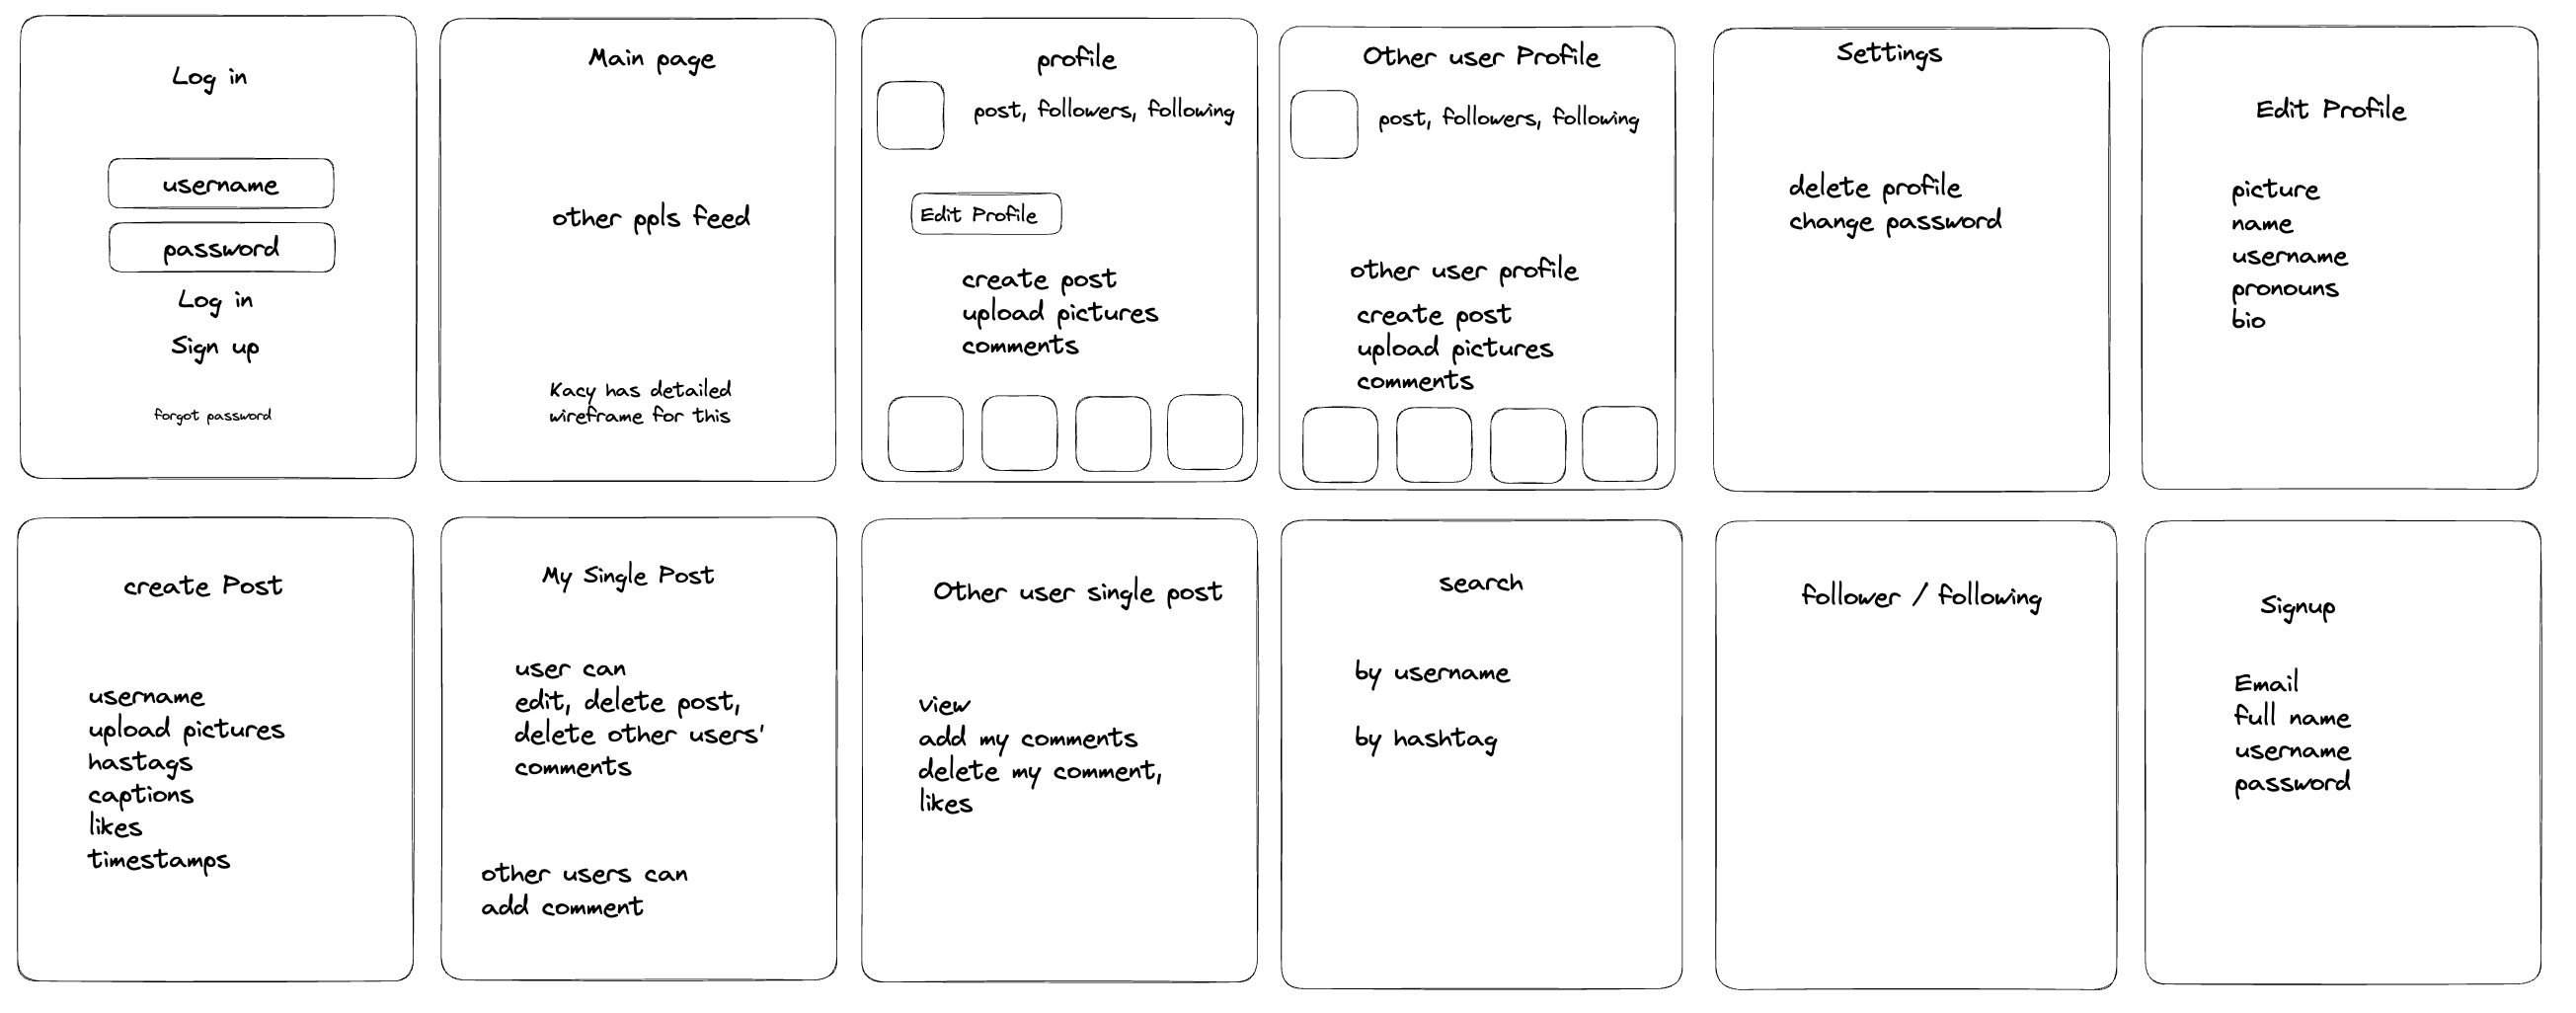 Log in
username
password
Log in
Sign up
forgot password
Main page
other ppls feed
Kacy has detailed
wireframe for this
profile
post, followers, following
Edit Profile
create post
upload pictures
comments
Other user Profile
post, followers, following
other user profile
create post
upload pictures
comments
Settings
delete profile
change password
Edit Profile
picture
name
username
pronouns
bio
create Post
username
upload pictures
hastags
captions
likes
timestamps
My Single Post
user can
edit, delete post,
delete other users'
comments
other users can
add comment
Other user single post
view
add my comments
delete my comment,
likes
search
by username
by hashtag
follower / following
Signup
Email
full name
username
password